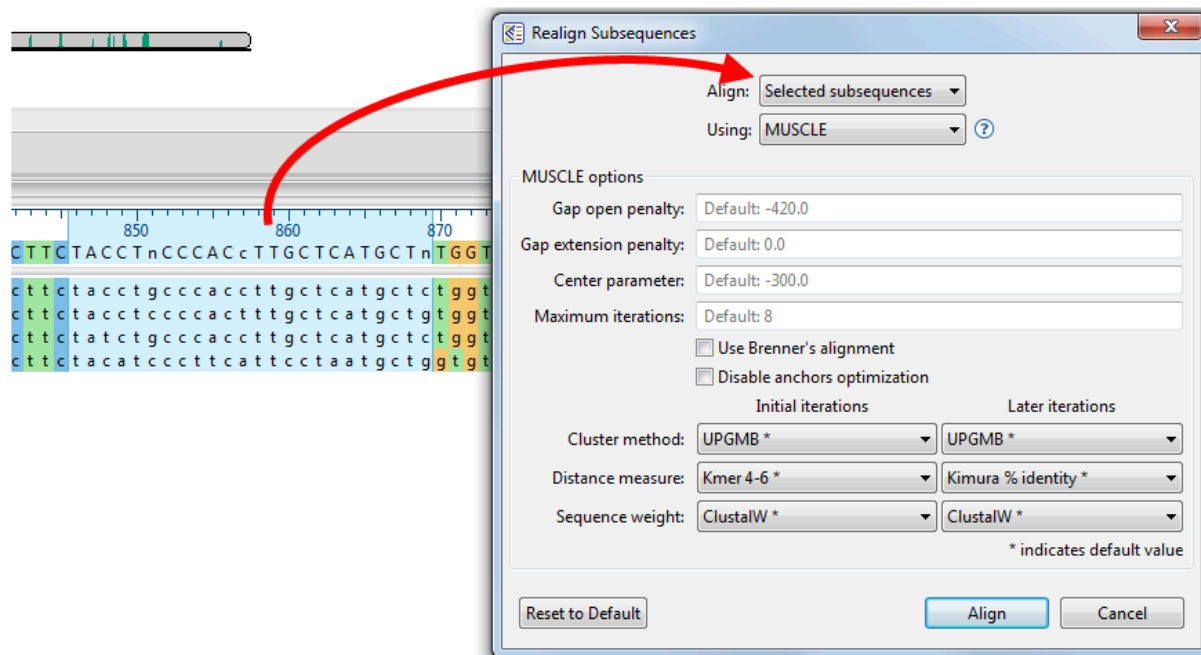 Realign Subsequences
X
Align: Selected subsequences
Using: MUSCLE ?
MUSCLE options
Gap open penalty: Default: -420.0
Gap extension penalty: Default: 0.0
Center parameter: Default: -300.0
Maximum iterations: Default: 8
Use Brenner's alignment
Disable anchors optimization
Initial iterations Later iterations
Cluster method: UPGMB * UPGMB *
Distance measure: Kmer 4-6 * Kimura % identity *
Sequence weight: ClustalW * ClustalW *
* indicates default value
Reset to Default Align Cancel
850 860 870
CTTCTACCTnCCCACcTTGCTCATGCTnTGGT
cttctacctgcccaccttgctcatgctctggt
cttctacctccccactttgctcatgctgtggt
cttctatctgcccaccttgctcatgctctggt
cttctacatcccttcattcctaatgctggtgt